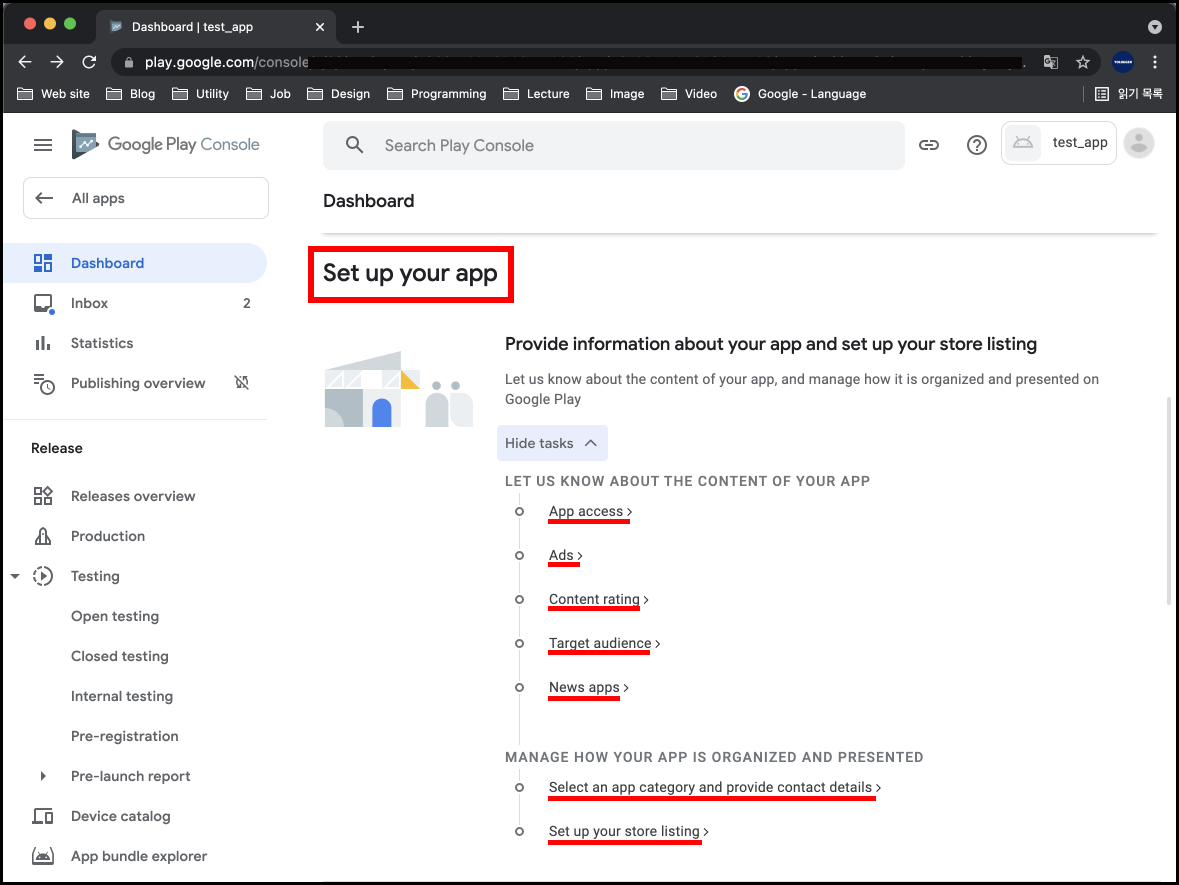 Dashboard | test_app
play.google.com/console
Web site
Blog
Utility
Job
Design
Programming
Lecture
Image
Video
Google - Language
읽기 목록
Google Play Console
Search Play Console
test_app
All apps
Dashboard
Inbox 2
Statistics
Publishing overview
Release
Releases overview
Production
Testing
Open testing
Closed testing
Internal testing
Pre-registration
Pre-launch report
Device catalog
App bundle explorer
Dashboard
Set up your app
Provide information about your app and set up your store listing
Let us know about the content of your app, and manage how it is organized and presented on
Google Play
Hide tasks
LET US KNOW ABOUT THE CONTENT OF YOUR APP
App access
Ads
Content rating
Target audience
News apps
MANAGE HOW YOUR APP IS ORGANIZED AND PRESENTED
Select an app category and provide contact details
Set up your store listing